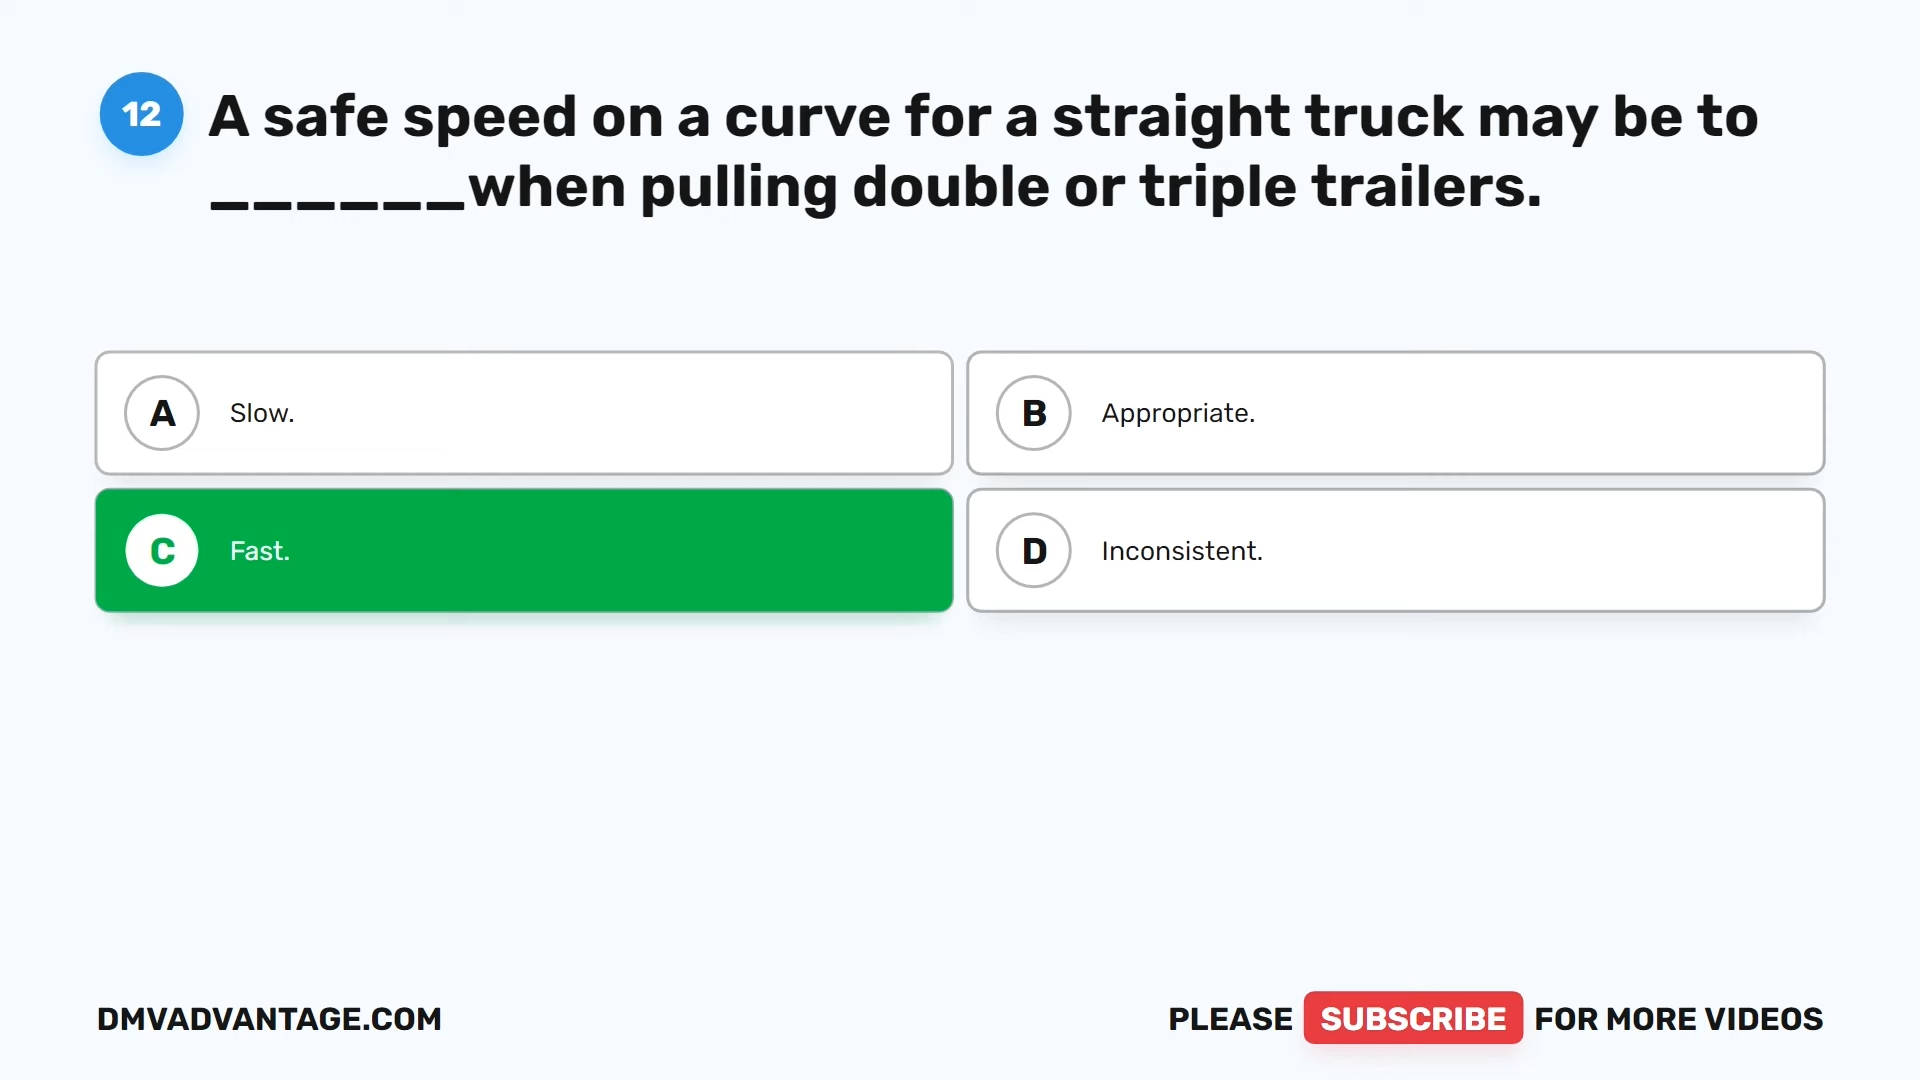 12
A safe speed on a curve for a straight truck may be to
______when pulling double or triple trailers.
A Slow.
B Appropriate.
C Fast.
D Inconsistent.
DMVADVANTAGE.COM
PLEASE SUBSCRIBE FOR MORE VIDEOS